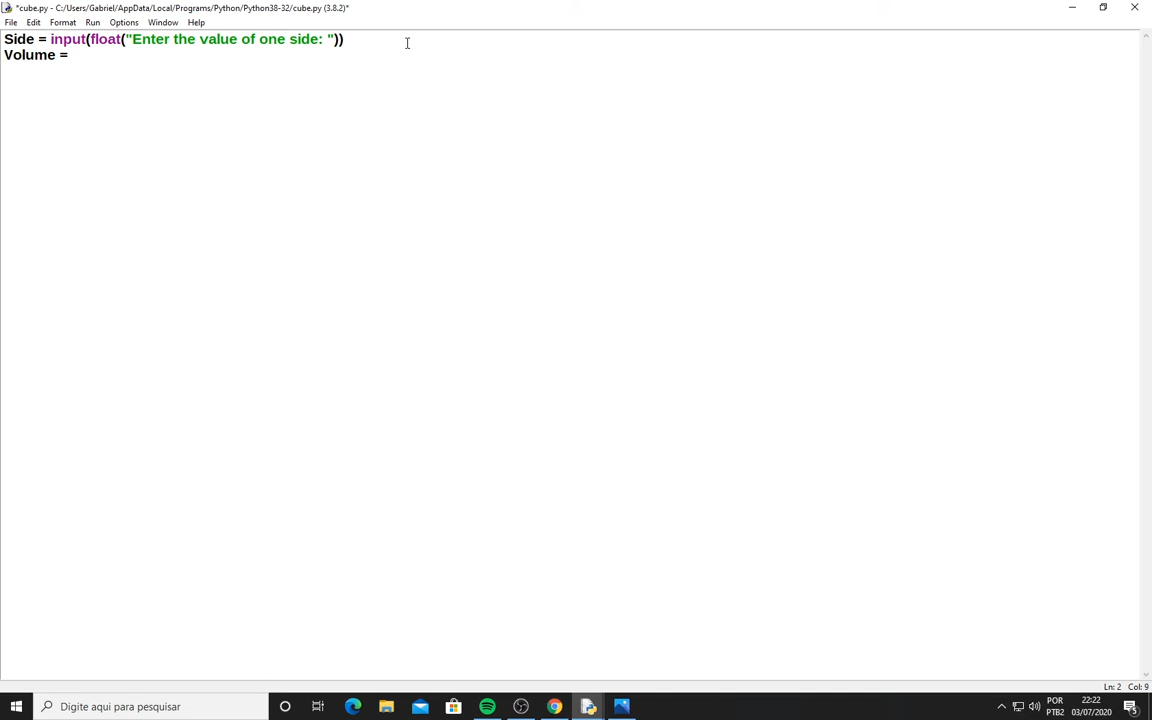 *cube.py - C:/Users/Gabriel/AppData/Local/Programs/Python/Python38-32/cube.py (3.8.2)*
File Edit Format Run Options Window Help
Side = input(float("Enter the value of one side: "))
Volume =
Ln: 2 Col: 9
Digite aqui para pesquisar
POR
PTB2
22:22
03/07/2020
5